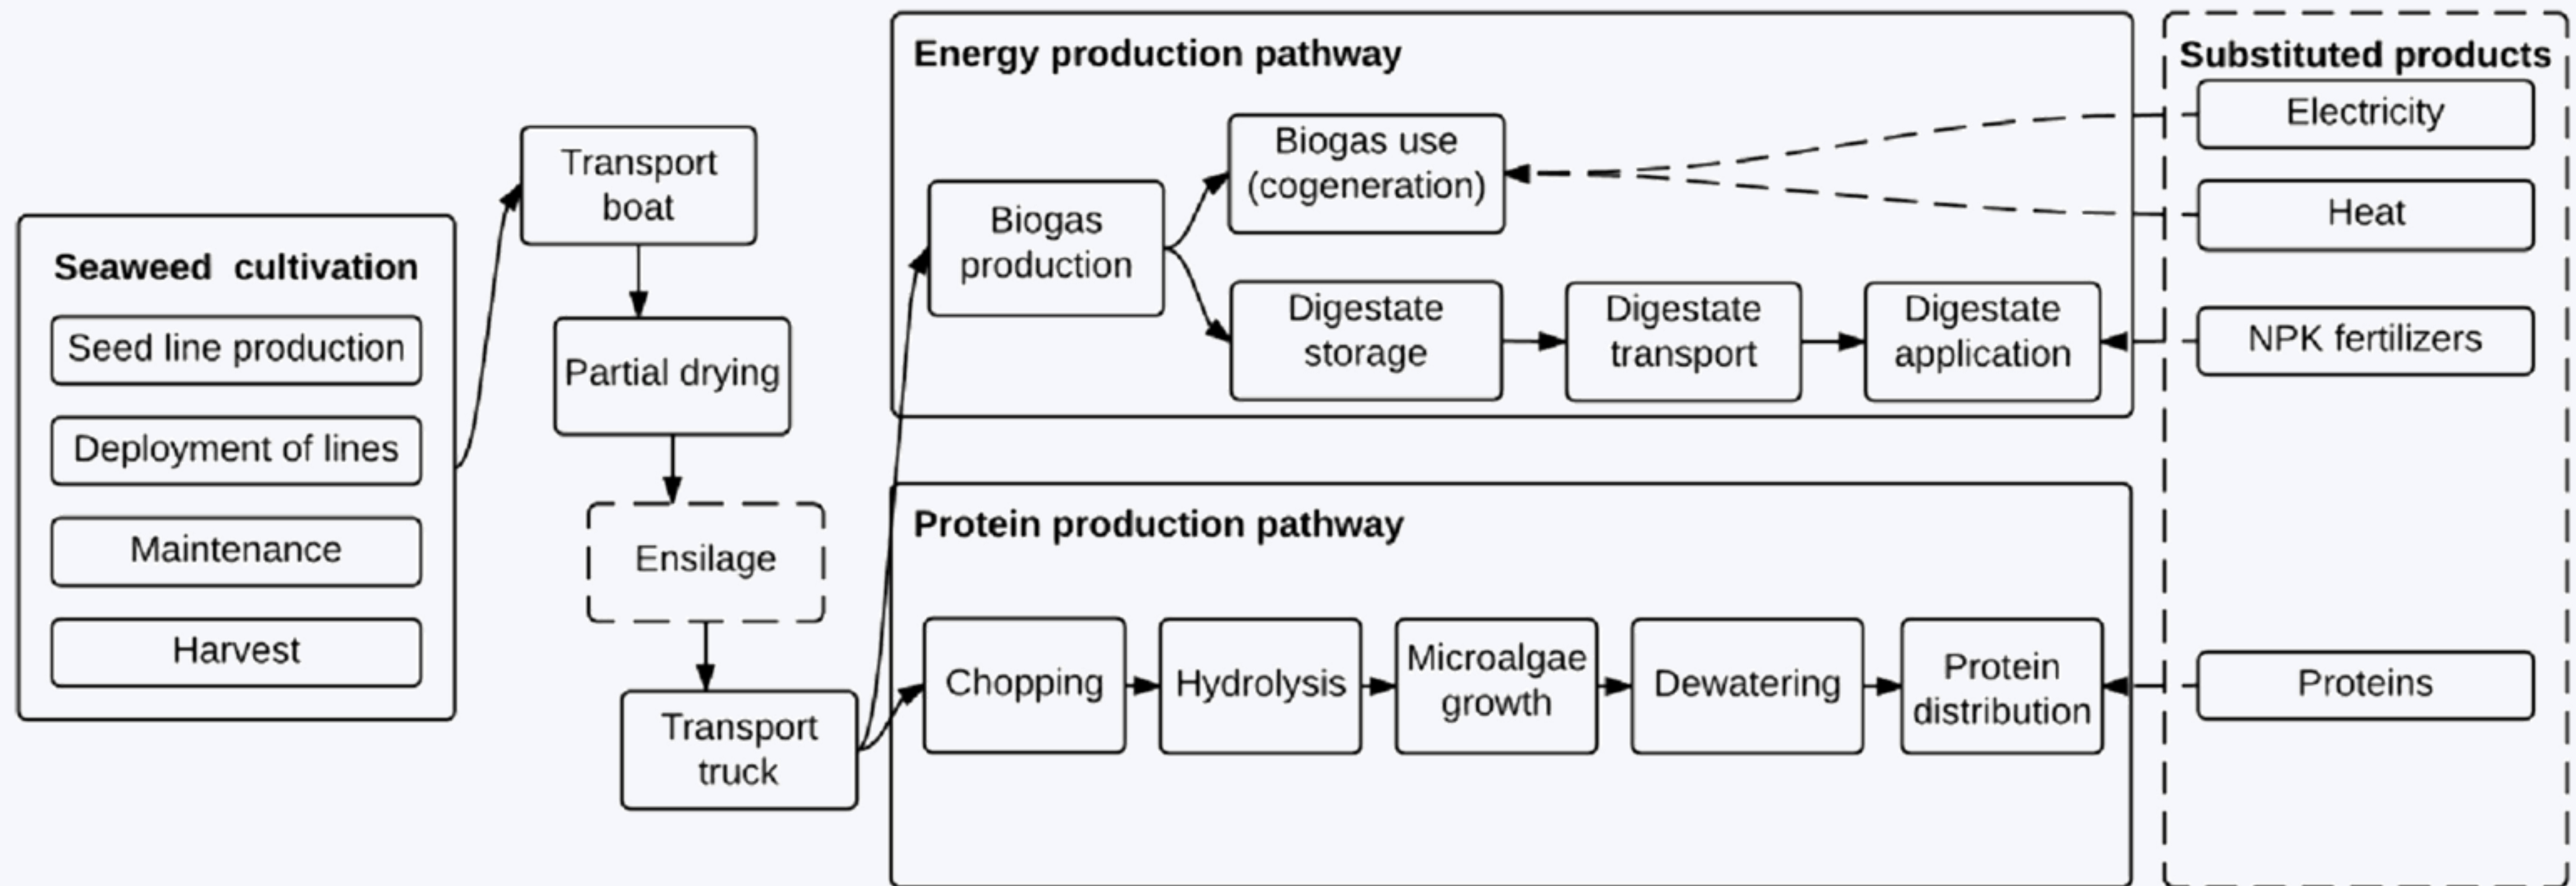 Seaweed cultivation
Seed line production
Deployment of lines
Maintenance
Harvest
Transport
boat
Partial drying
Ensilage
Transport
truck
Energy production pathway
Biogas
production
Biogas use
(cogeneration)
Digestate
storage
Digestate
transport
Digestate
application
Protein production pathway
Chopping
Hydrolysis
Microalgae
growth
Dewatering
Protein
distribution
Substituted products
Electricity
Heat
NPK fertilizers
Proteins